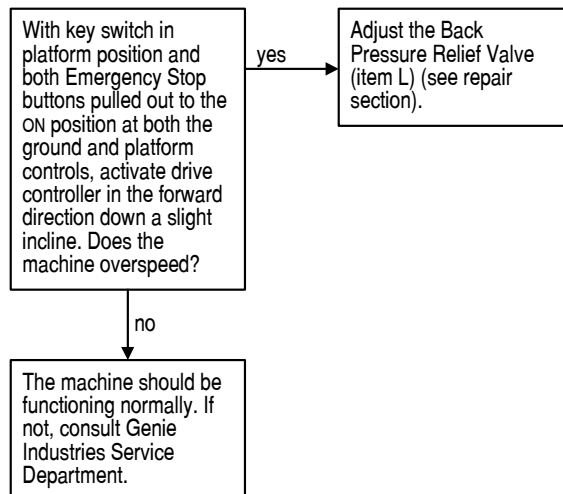 With key switch in
platform position and
both Emergency Stop
buttons pulled out to the
ON position at both the
ground and platform
controls, activate drive
controller in the forward
direction down a slight
incline. Does the
machine overspeed?
yes
Adjust the Back
Pressure Relief Valve
(item L) (see repair
section).
no
The machine should be
functioning normally. If
not, consult Genie
Industries Service
Department.